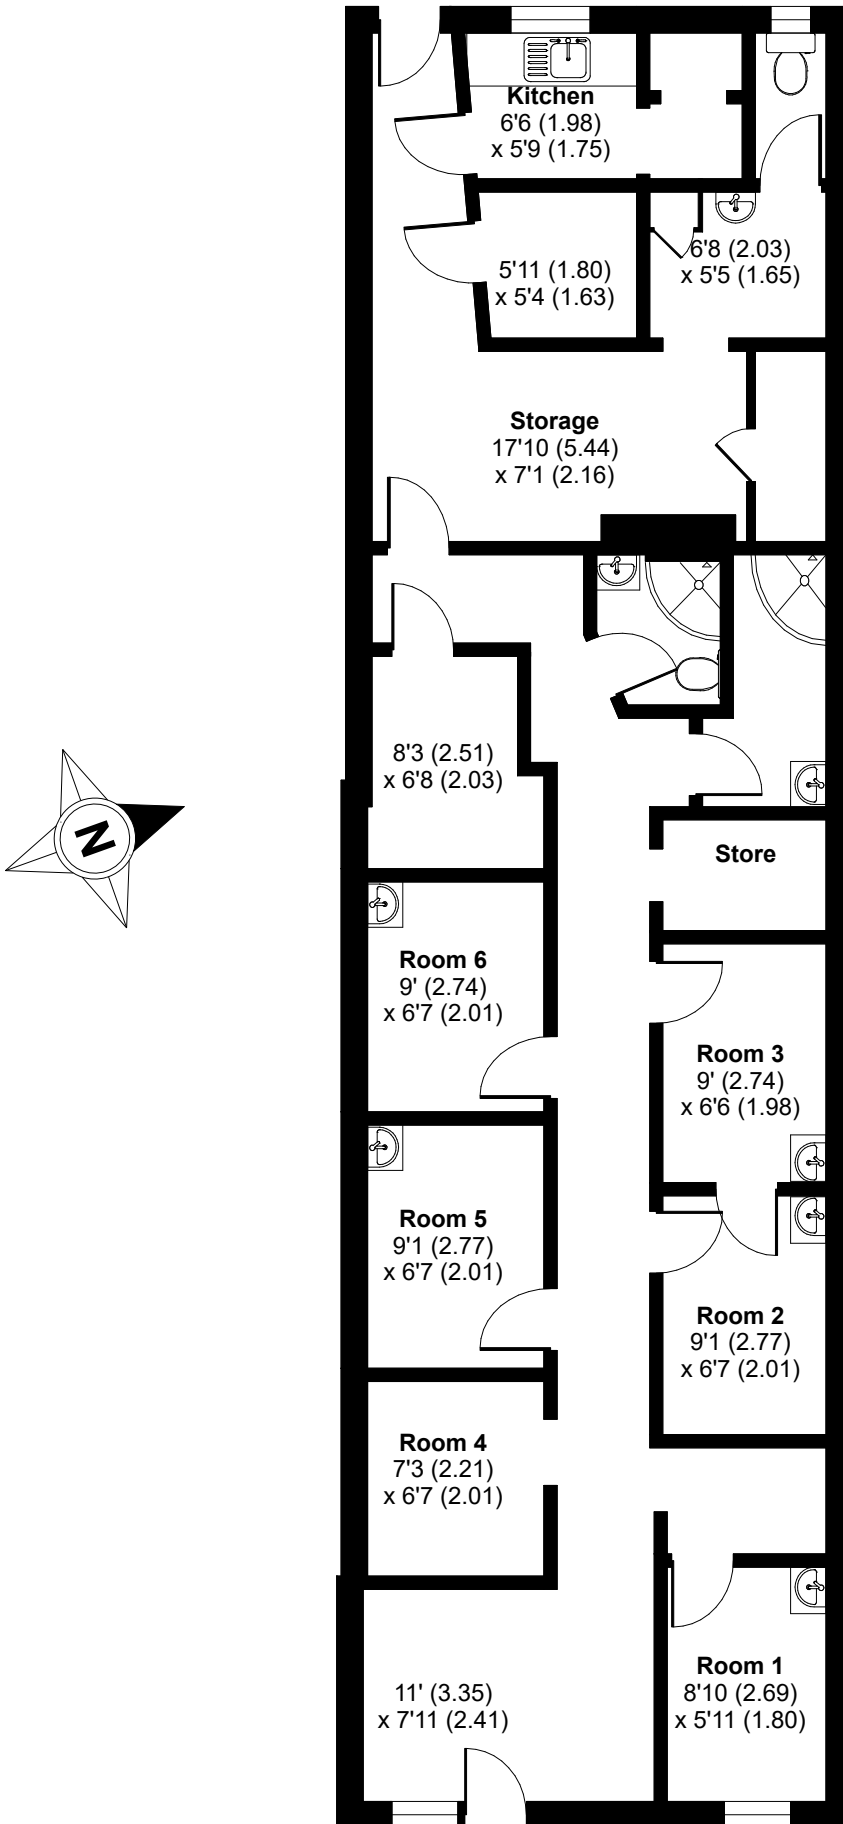 Kitchen
6'6 (1.98)
x 5'9 (1.75)
6'8 (2.03)
x 5'5 (1.65)
5'11 (1.80)
x 5'4 (1.63)
Storage
17'10 (5.44)
x 7'1 (2.16)
8'3 (2.51)
x 6'8 (2.03)
N
Store
Room 6
9' (2.74)
x 6'7 (2.01)
Room 3
9' (2.74)
x 6'6 (1.98)
Room 5
9'1 (2.77)
x 6'7 (2.01)
Room 2
9'1 (2.77)
x 6'7 (2.01)
Room 4
7'3 (2.21)
x 6'7 (2.01)
Room 1
8'10 (2.69)
x 5'11 (1.80)
11' (3.35)
x 7'11 (2.41)